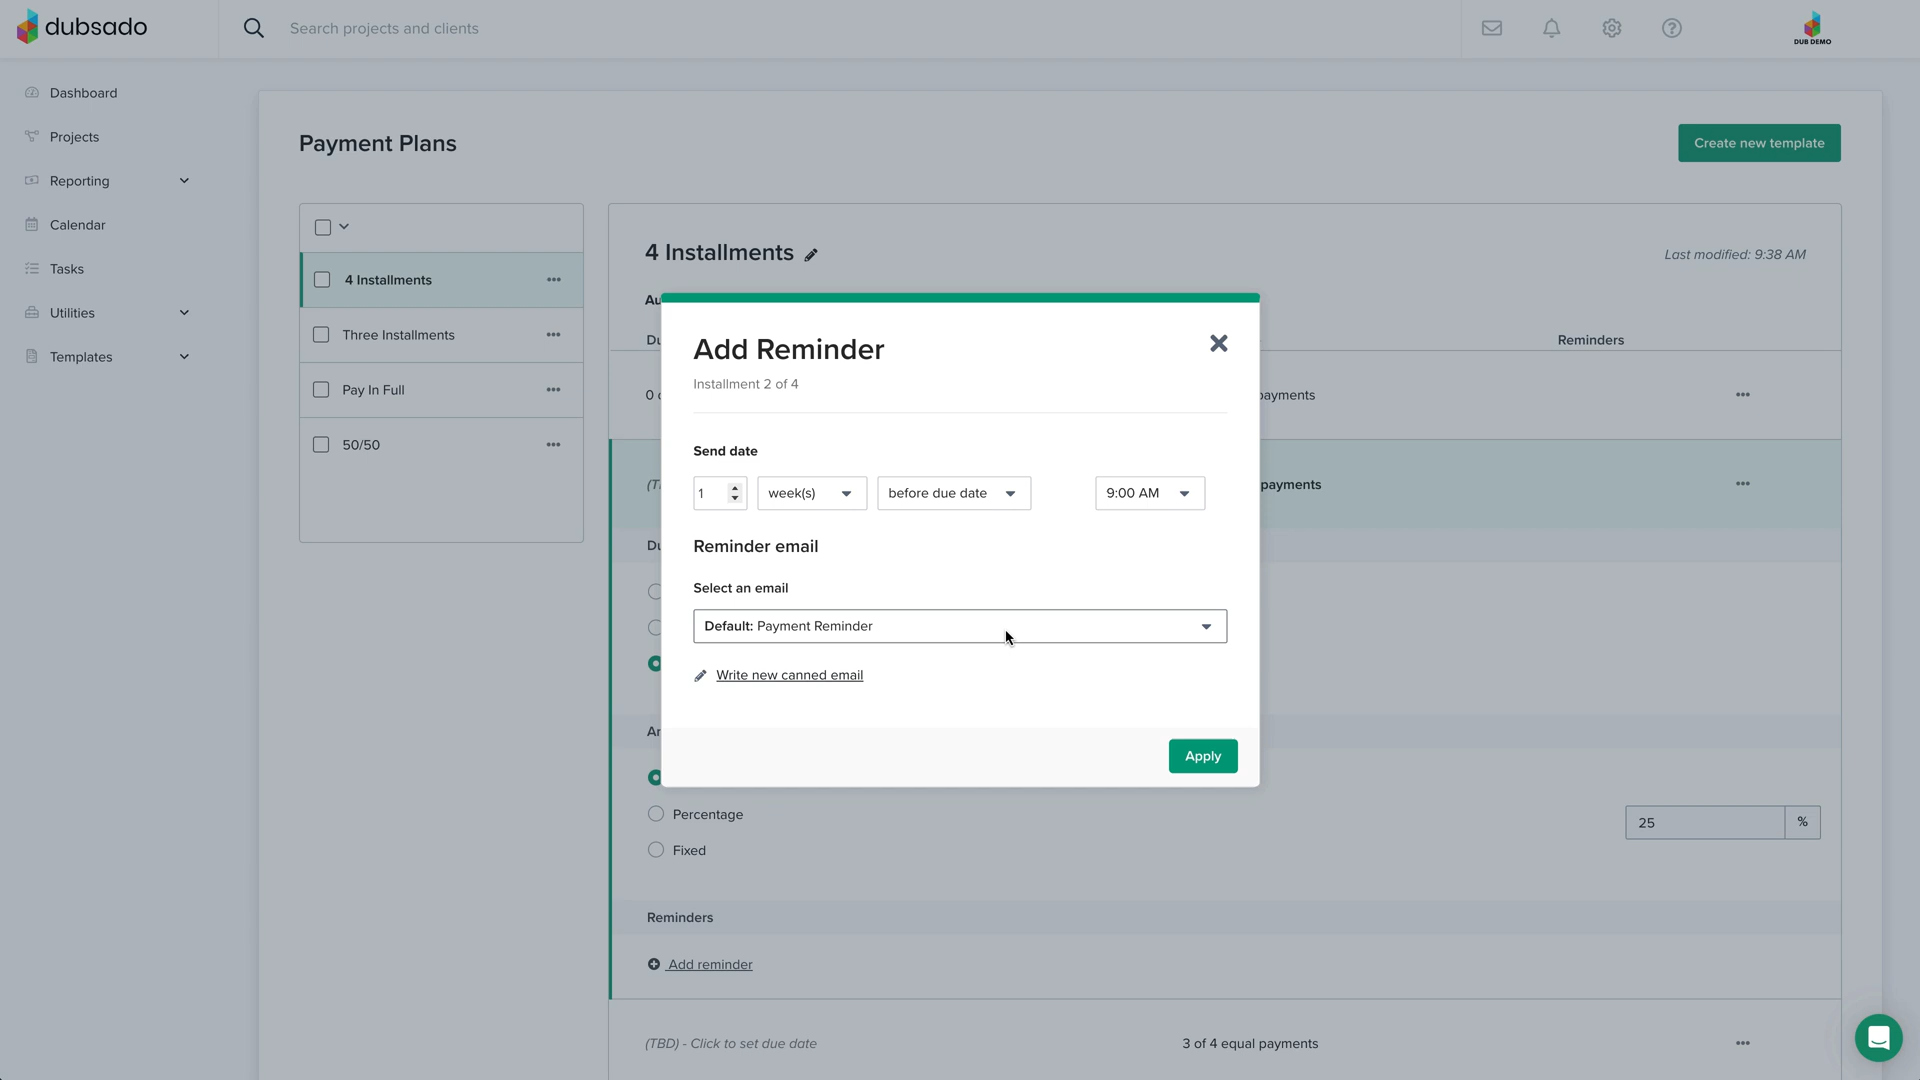 dubsado
Search projects and clients
DUB DEMO
Dashboard
Projects
Reporting
Calendar
Tasks
Utilities
Templates
Payment Plans
Create new template
4 Installments
Three Installments
Pay In Full
50/50
4 Installments
Last modified: 9:38 AM
Reminders
payments
payments
Add Reminder
Installment 2 of 4
Send date
1 week(s) before due date 9:00 AM
Reminder email
Select an email
Default: Payment Reminder
Write new canned email
Apply
Percentage
25 %
Fixed
Reminders
Add reminder
(TBD) - Click to set due date 3 of 4 equal payments